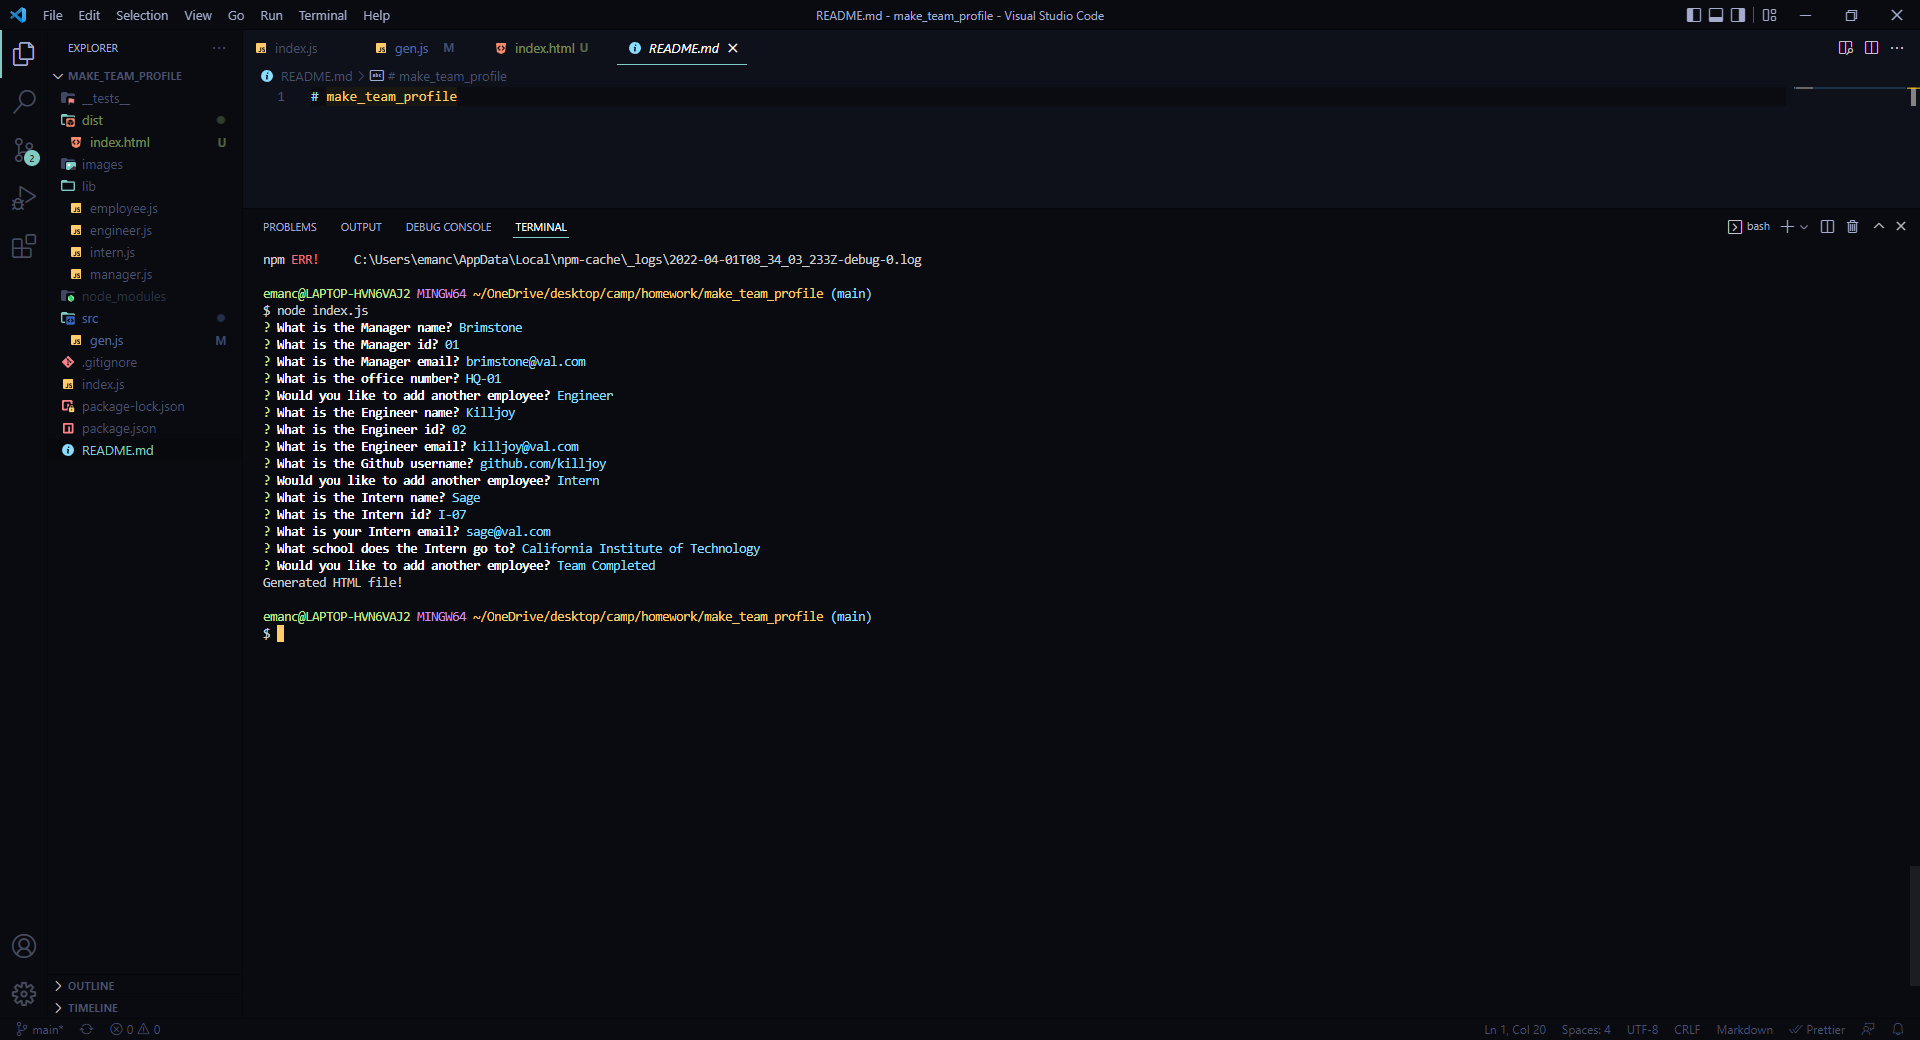 File Edit Selection View Go Run Terminal Help
README.md - make_team_profile - Visual Studio Code
EXPLORER
MAKE_TEAM_PROFILE
__tests__
dist
index.html U
images
lib
employee.js
engineer.js
intern.js
manager.js
node_modules
src
gen.js M
.gitignore
index.js
package-lock.json
package.json
README.md
OUTLINE
TIMELINE
2
index.js gen.js M index.html U README.md
README.md # make_team_profile
1 # make_team_profile
PROBLEMS OUTPUT DEBUG CONSOLE TERMINAL
bash
npm ERR! C:\Users\emanc\AppData\Local\npm-cache\_logs\2022-04-01T08_34_03_233Z-debug-0.log
emanc@LAPTOP-HVN6VAJ2 MINGW64 ~/OneDrive/desktop/camp/homework/make_team_profile (main)
$ node index.js
? What is the Manager name? Brimstone
? What is the Manager id? 01
? What is the Manager email? brimstone@val.com
? What is the office number? HQ-01
? Would you like to add another employee? Engineer
? What is the Engineer name? Killjoy
? What is the Engineer id? 02
? What is the Engineer email? killjoy@val.com
? What is the Github username? github.com/killjoy
? Would you like to add another employee? Intern
? What is the Intern name? Sage
? What is the Intern id? I-07
? What is your Intern email? sage@val.com
? What school does the Intern go to? California Institute of Technology
? Would you like to add another employee? Team Completed
Generated HTML file!
emanc@LAPTOP-HVN6VAJ2 MINGW64 ~/OneDrive/desktop/camp/homework/make_team_profile (main)
$
main* 0 0 Ln 1, Col 20 Spaces: 4 UTF-8 CRLF Markdown Prettier